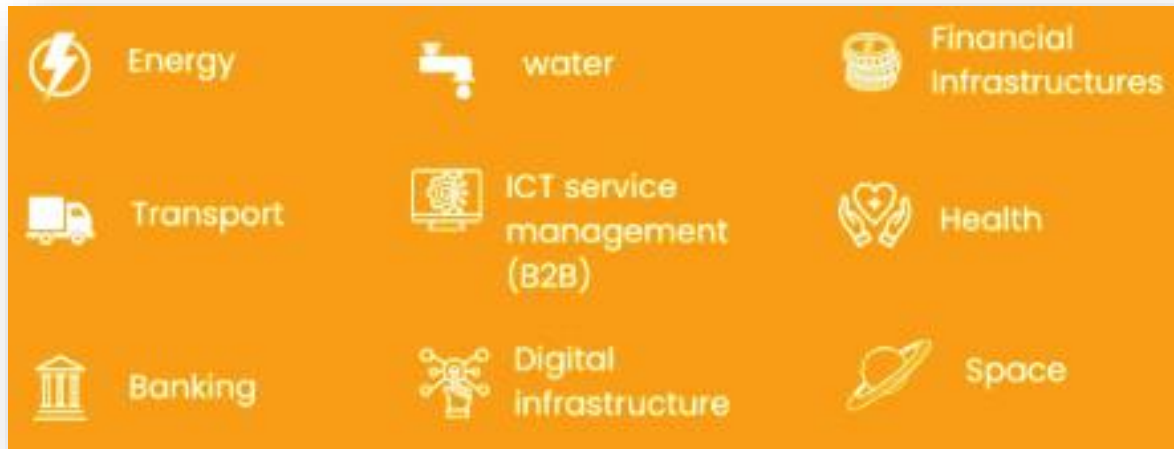 Energy
water
Financial
Infrastructures
Transport
ICT service
management
(B2B)
Health
Banking
Digital
infrastructure
Space